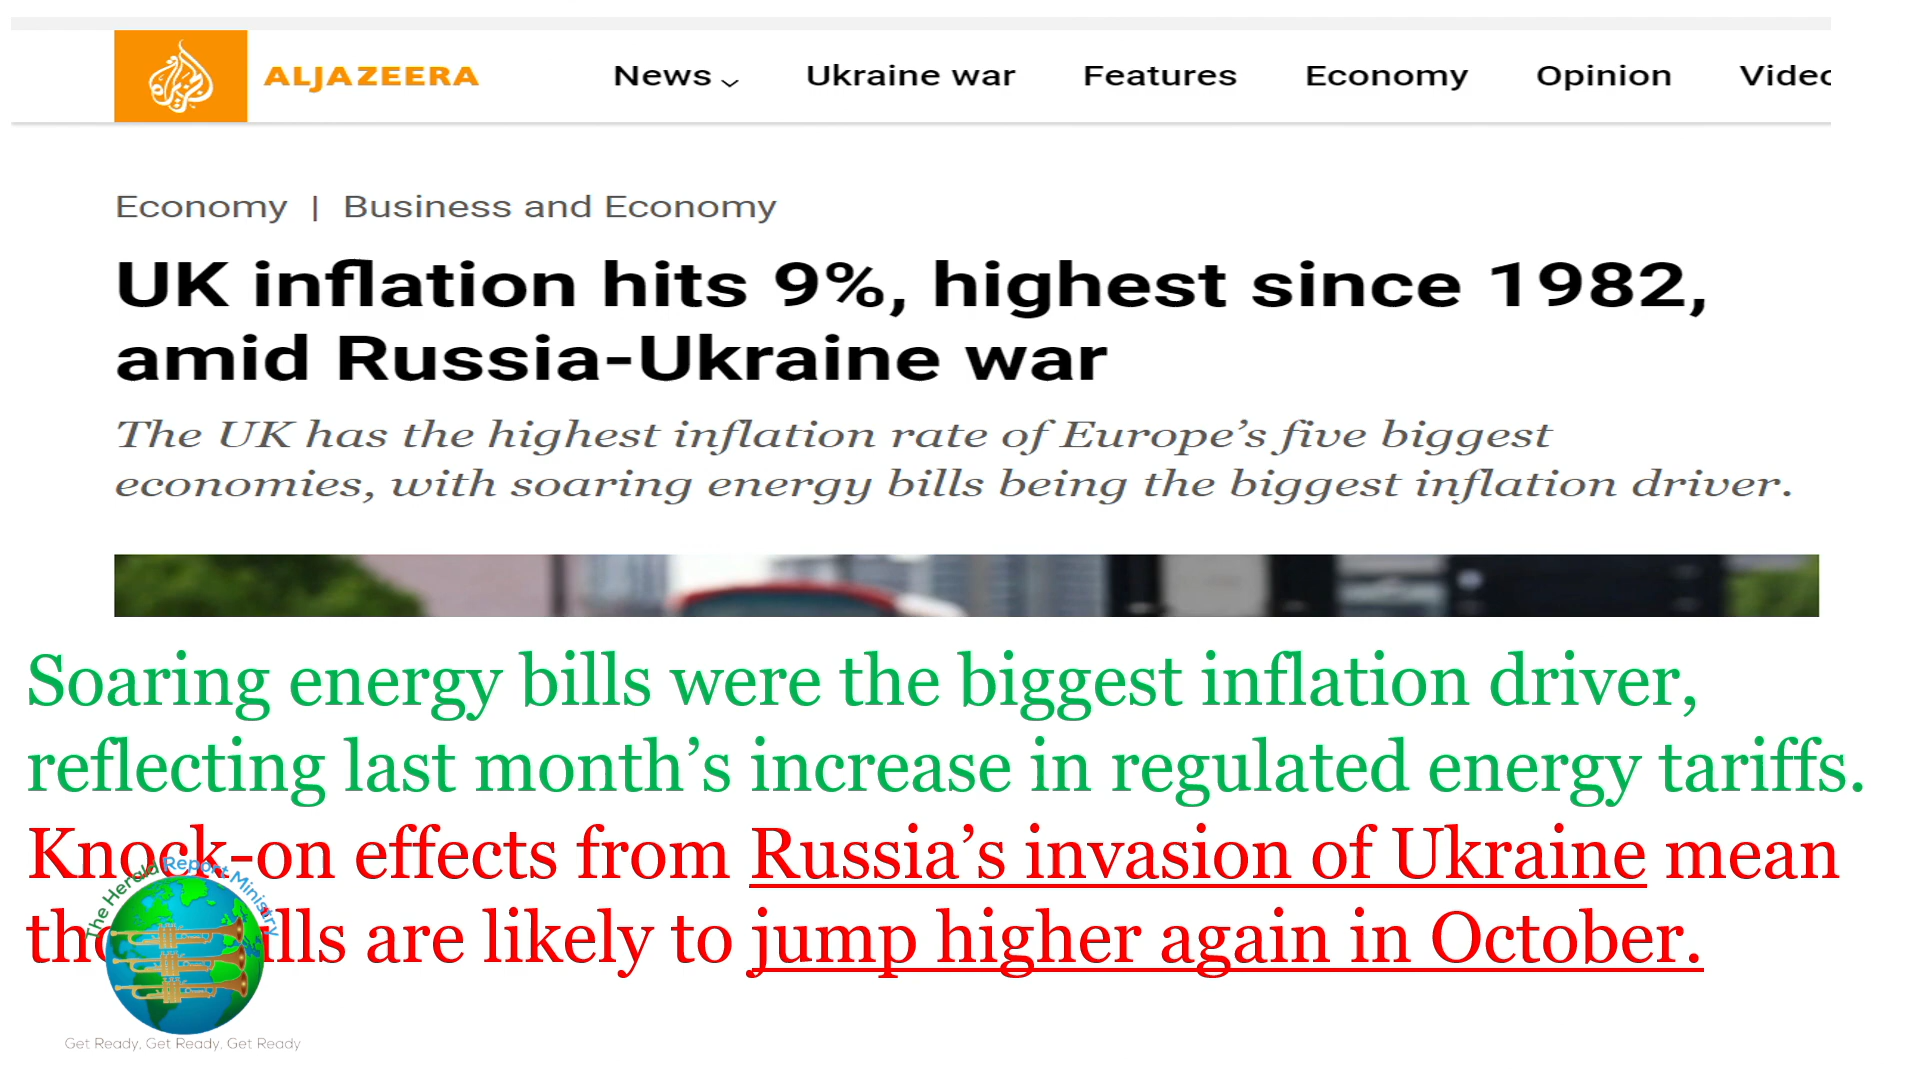 ALJAZEERA
News Ukraine war Features Economy Opinion Video
Economy | Business and Economy
UK inflation hits 9%, highest since 1982,
amid Russia-Ukraine war
The UK has the highest inflation rate of Europe's five biggest
economies, with soaring energy bills being the biggest inflation driver.
Soaring energy bills were the biggest inflation driver,
reflecting last month's increase in regulated energy tariffs.
Knock-on effects from Russia's invasion of Ukraine mean
are likely to jump higher again in October.
The Herald Report Ministry
Get Ready, Get Ready, Get Ready